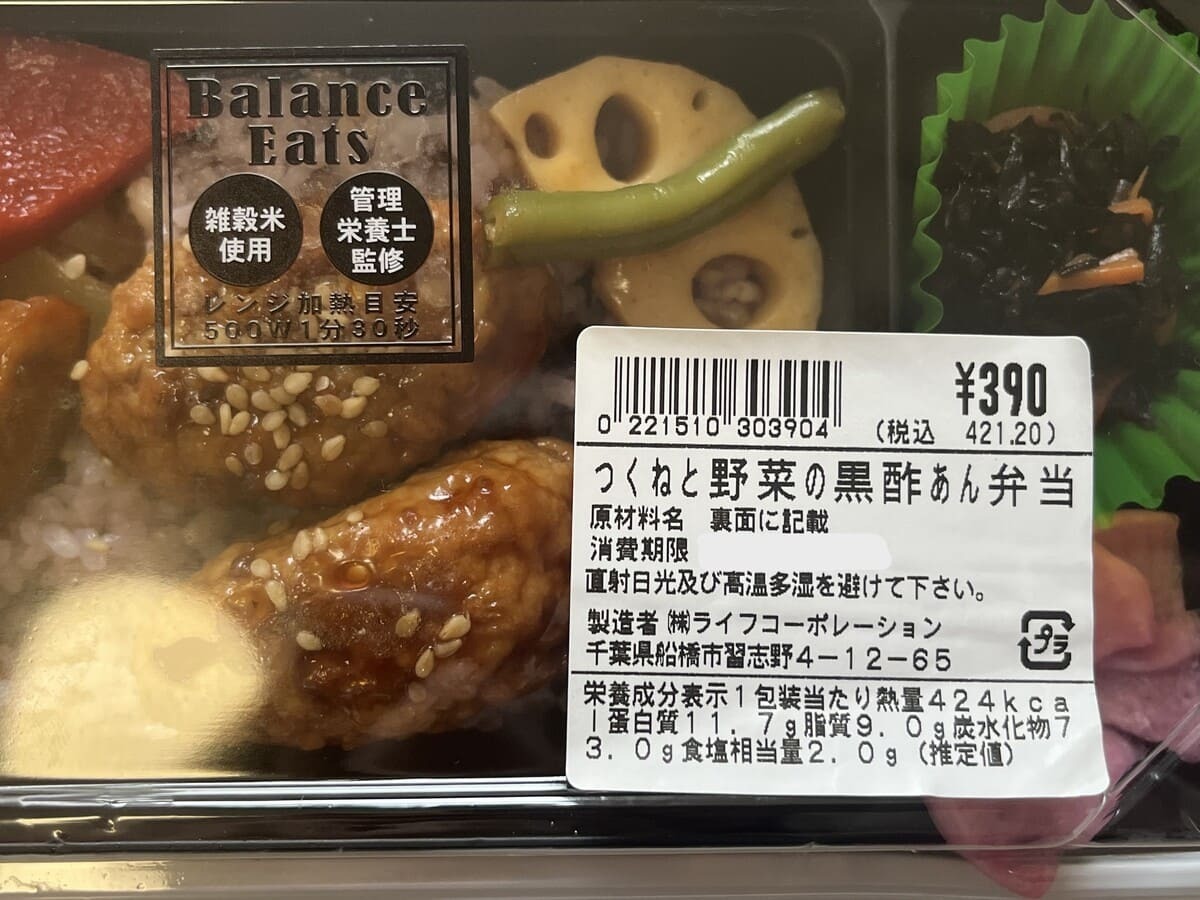 Balance
Eats
雑穀米
使用
管理
栄養士
監修
レンジ加熱目安
500W1分30秒
¥390
0 221510 303904
(税込 421.20)
つくねと野菜の黒酢あん弁当
原材料名 裏面に記載
消費期限
直射日光及び高温多湿を避けて下さい。
製造者㈱ライフコーポレーション
千葉県船橋市習志野4-12-65
プラ
栄養成分表示1包装当たり熱量424kca
l蛋白質11.7g脂質9.0g炭水化物7
3.0g食塩相当量2.0g(推定値)